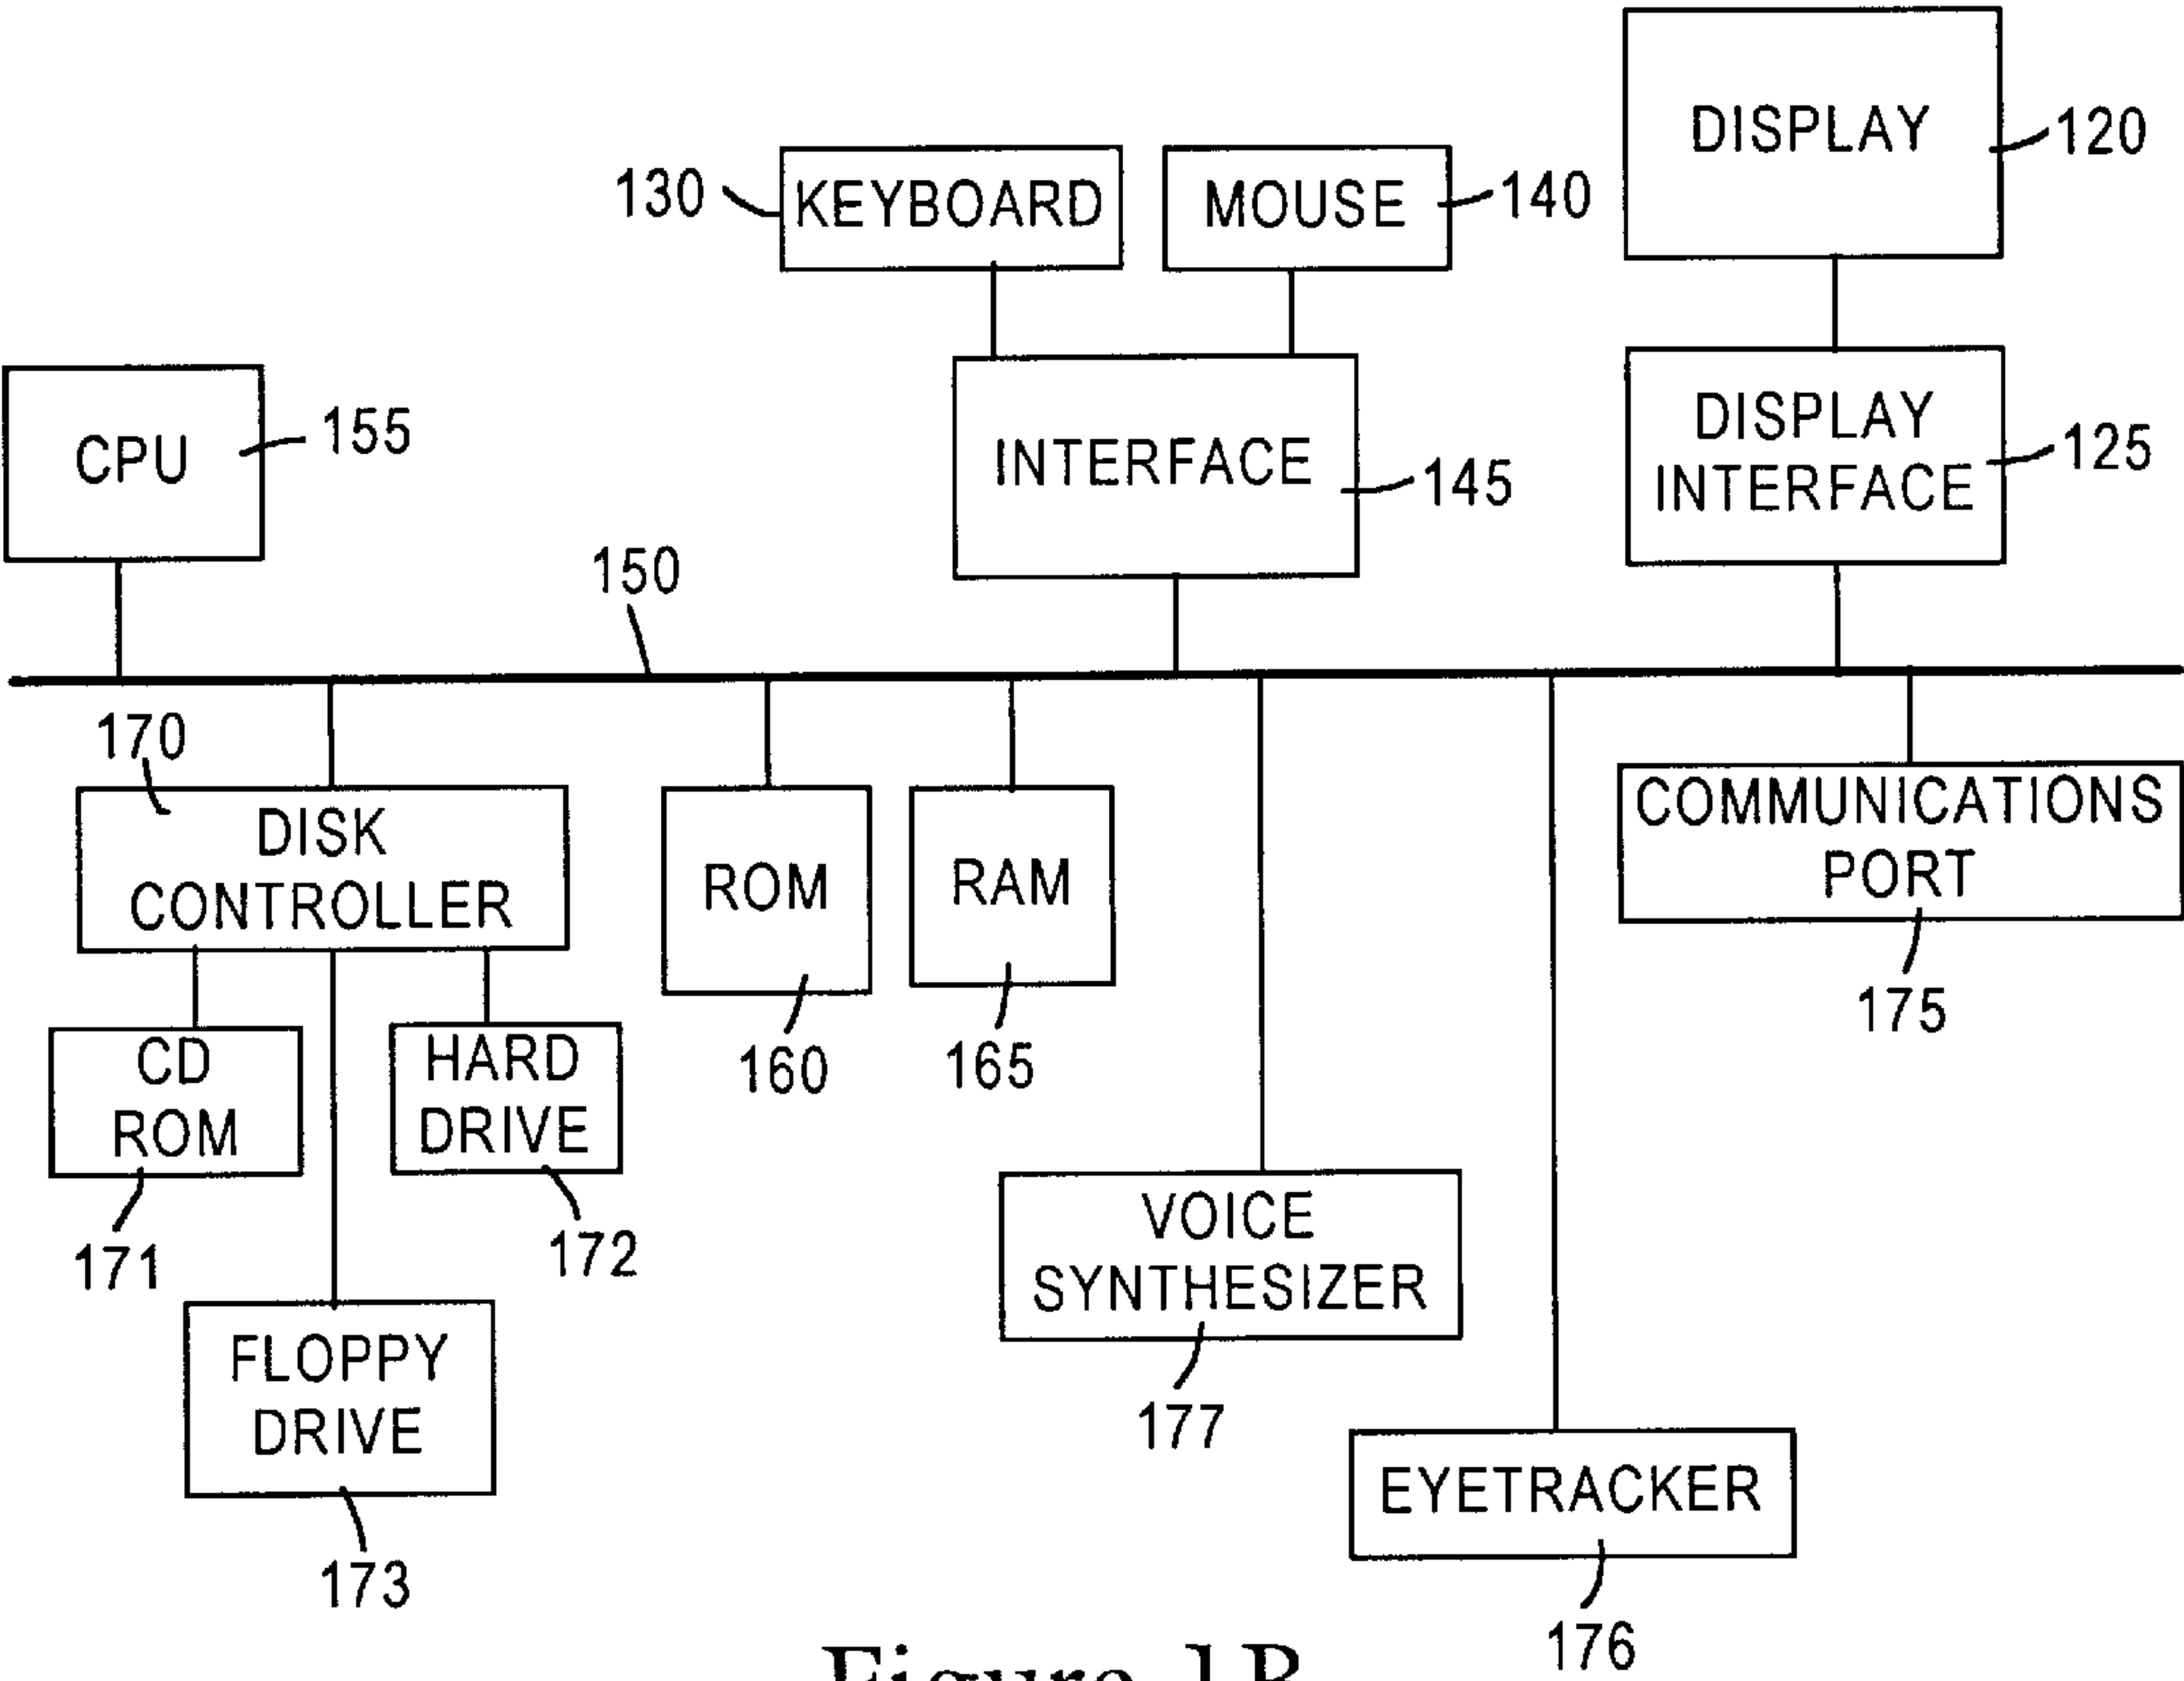 DISPLAY
120
130
KEYBOARD
MOUSE
140
CPU
155
INTERFACE
145
DISPLAY
INTERFACE
125
150
170
DISK
CONTROLLER
ROM
160
RAM
165
COMMUNICATIONS
PORT
175
CD
ROM
171
HARD
DRIVE
172
FLOPPY
DRIVE
173
VOICE
SYNTHESIZER
177
EYETRACKER
176
Figure 1B